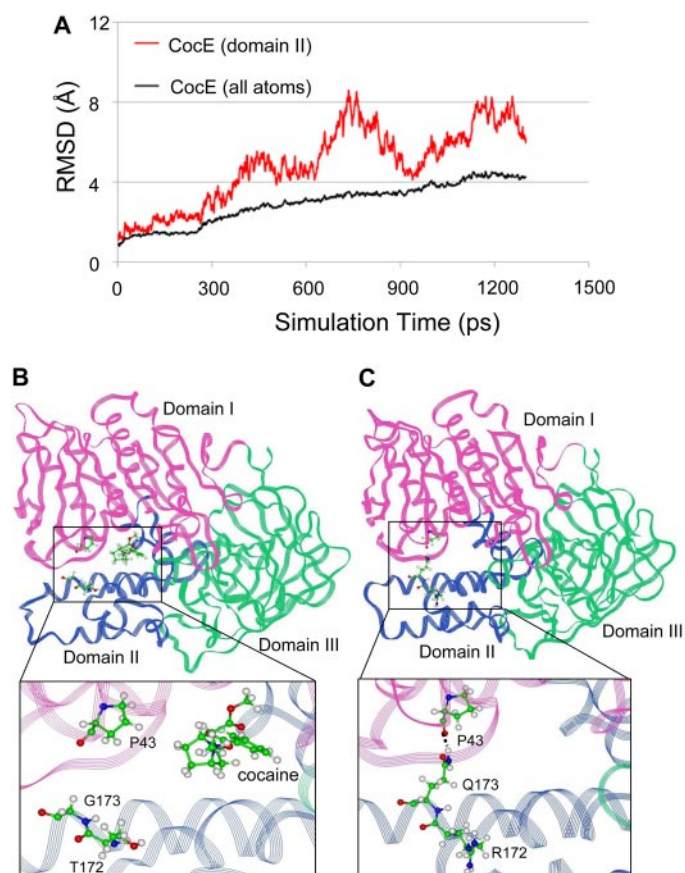 A
12
CocE (domain II)
CocE (all atoms)
8
RMSD (Å)
4
0
0 300 600 900 1200 1500
Simulation Time (ps)
B
C
Domain I
Domain I
Domain III
Domain III
Domain II
Domain II
P43
cocaine
G173
T172
P43
Q173
R172